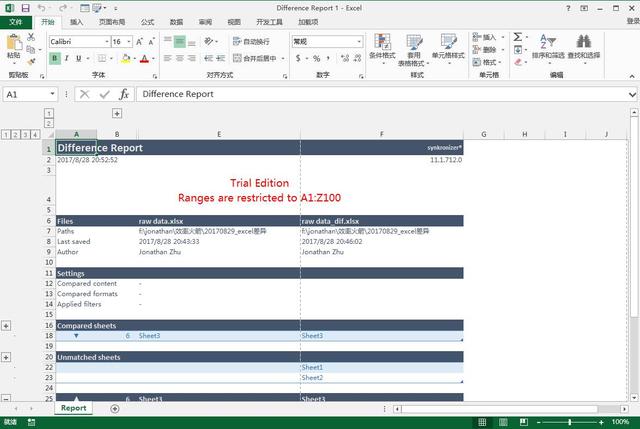 Difference Report 1 - Excel
文件 开始 插入 页面布局 公式 数据 审阅 视图 开发工具 加载项 登录
粘贴 Calibri 16 A A 自动换行 常规 条件格式 套用 表格格式 单元格样式 插入 删除 格式 排序和筛选 查找和选择
B I U 合并后居中 % ,
剪贴板 字体 对齐方式 数字 样式 单元格 编辑
A1 fx Difference Report
1
2
1 2 3 4 A B E F G H I J
1 Difference Report synkronizer®
2 2017/8/28 20:52:52 11.1.712.0
3
Trial Edition
4 Ranges are restricted to A1:Z100
5
6 Files raw data.xlsx raw data_dif.xlsx
7 Paths f:\jonathan\效率火箭\20170829_excel差异 f:\jonathan\效率火箭\20170829_excel差异
8 Last saved 2017/8/28 20:43:33 2017/8/28 20:46:02
9 Author Jonathan Zhu Jonathan Zhu
10
11 Settings
12 Compared content -
13 Compared formats -
14 Applied filters -
15
16 Compared sheets
18 6 Sheet3 Sheet3
19
20 Unmatched sheets
22 Sheet1
23 Sheet2
24
25 6 Sheet3 Sheet3
Report
就绪 100%